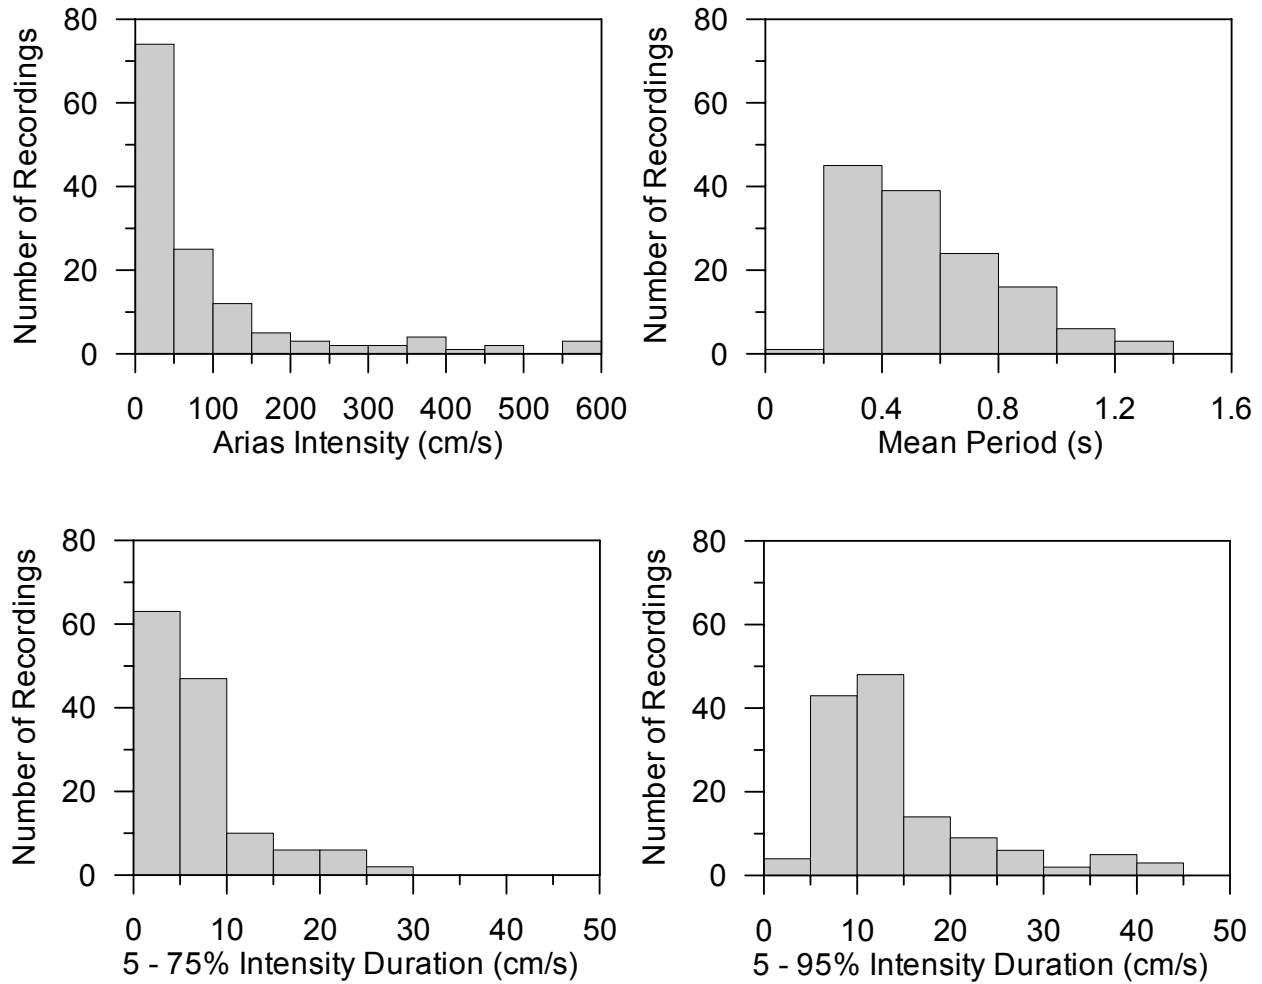 Number of Recordings
80
60
40
20
0
0 100 200 300 400 500 600
Arias Intensity (cm/s)
Number of Recordings
80
60
40
20
0
0 0.4 0.8 1.2 1.6
Mean Period (s)
Number of Recordings
80
60
40
20
0
0 10 20 30 40 50
5 - 75% Intensity Duration (cm/s)
Number of Recordings
80
60
40
20
0
0 10 20 30 40 50
5 - 95% Intensity Duration (cm/s)